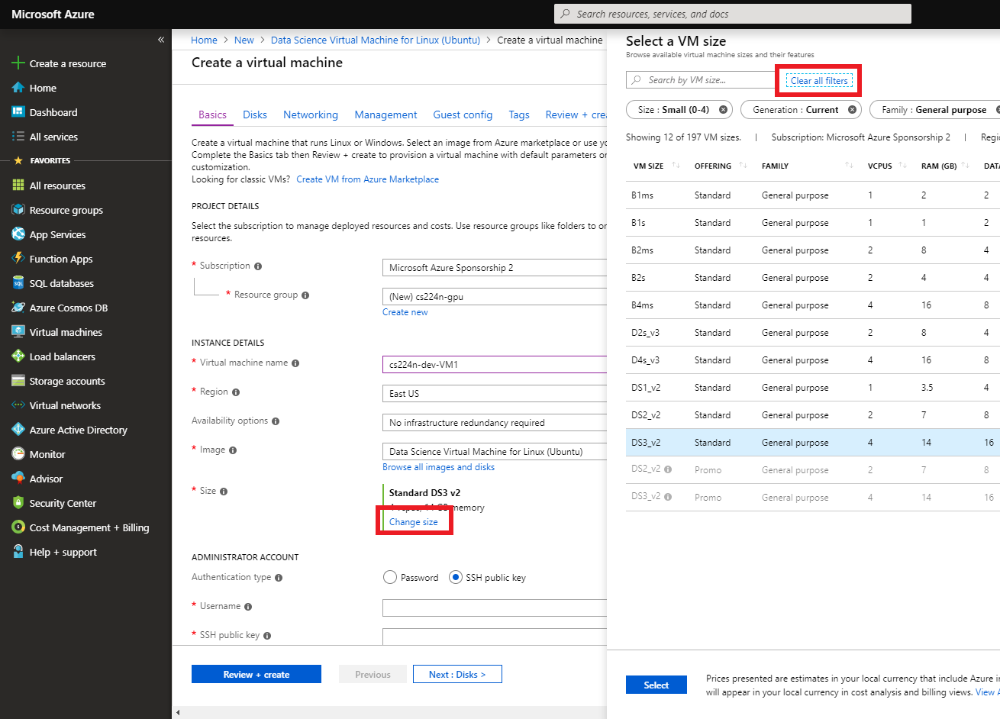 Microsoft Azure
Search resources, services, and docs
«
Create a resource
Home
Dashboard
All services
FAVORITES
All resources
Resource groups
App Services
Function Apps
SQL databases
Azure Cosmos DB
Virtual machines
Load balancers
Storage accounts
Virtual networks
Azure Active Directory
Monitor
Advisor
Security Center
Cost Management + Billing
Help + support
Home > New > Data Science Virtual Machine for Linux (Ubuntu) > Create a virtual machine
Create a virtual machine
Basics Disks Networking Management Guest config Tags Review + crea
Create a virtual machine that runs Linux or Windows. Select an image from Azure marketplace or use yo
Complete the Basics tab then Review + create to provision a virtual machine with default parameters or
customization.
Looking for classic VMs? Create VM from Azure Marketplace
PROJECT DETAILS
Select the subscription to manage deployed resources and costs. Use resource groups like folders to or
resources.
* Subscription
Microsoft Azure Sponsorship 2
* Resource group
(New) cs224n-gpu
Create new
INSTANCE DETAILS
* Virtual machine name
cs224n-dev-VM1
* Region
East US
Availability options
No infrastructure redundancy required
* Image
Data Science Virtual Machine for Linux (Ubuntu)
Browse all images and disks
* Size
Standard DS3 v2
4 vcpus, 14 GB memory
Change size
ADMINISTRATOR ACCOUNT
Authentication type
Password SSH public key
* Username
* SSH public key
Review + create Previous Next : Disks >
Select a VM size
Browse available virtual machine sizes and their features
Search by VM size...
Clear all filters
Size : Small (0-4) Generation : Current Family : General purpose
Showing 12 of 197 VM sizes. | Subscription: Microsoft Azure Sponsorship 2 | Regio
VM SIZE OFFERING FAMILY VCPUS RAM (GB) DATA
B1ms Standard General purpose 1 2 2
B1s Standard General purpose 1 1 2
B2ms Standard General purpose 2 8 4
B2s Standard General purpose 2 4 4
B4ms Standard General purpose 4 16 8
D2s_v3 Standard General purpose 2 8 4
D4s_v3 Standard General purpose 4 16 8
DS1_v2 Standard General purpose 1 3.5 4
DS2_v2 Standard General purpose 2 7 8
DS3_v2 Standard General purpose 4 14 16
DS2_v2 Promo General purpose 2 7 8
DS3_v2 Promo General purpose 4 14 16
Select
Prices presented are estimates in your local currency that include Azure in
will appear in your local currency in cost analysis and billing views. View A